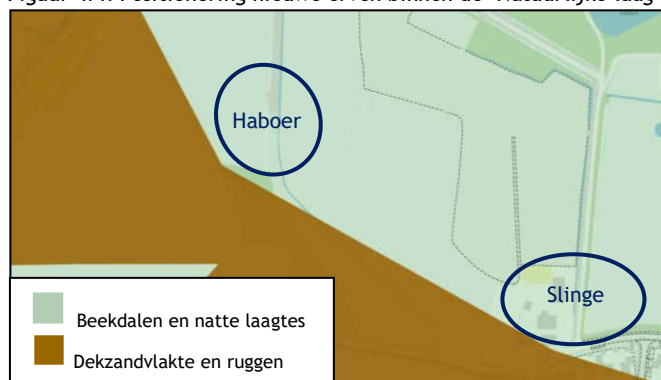 Haboer
Slinge
Beekdalen en natte laagtes
Dekzandvlakte en ruggen